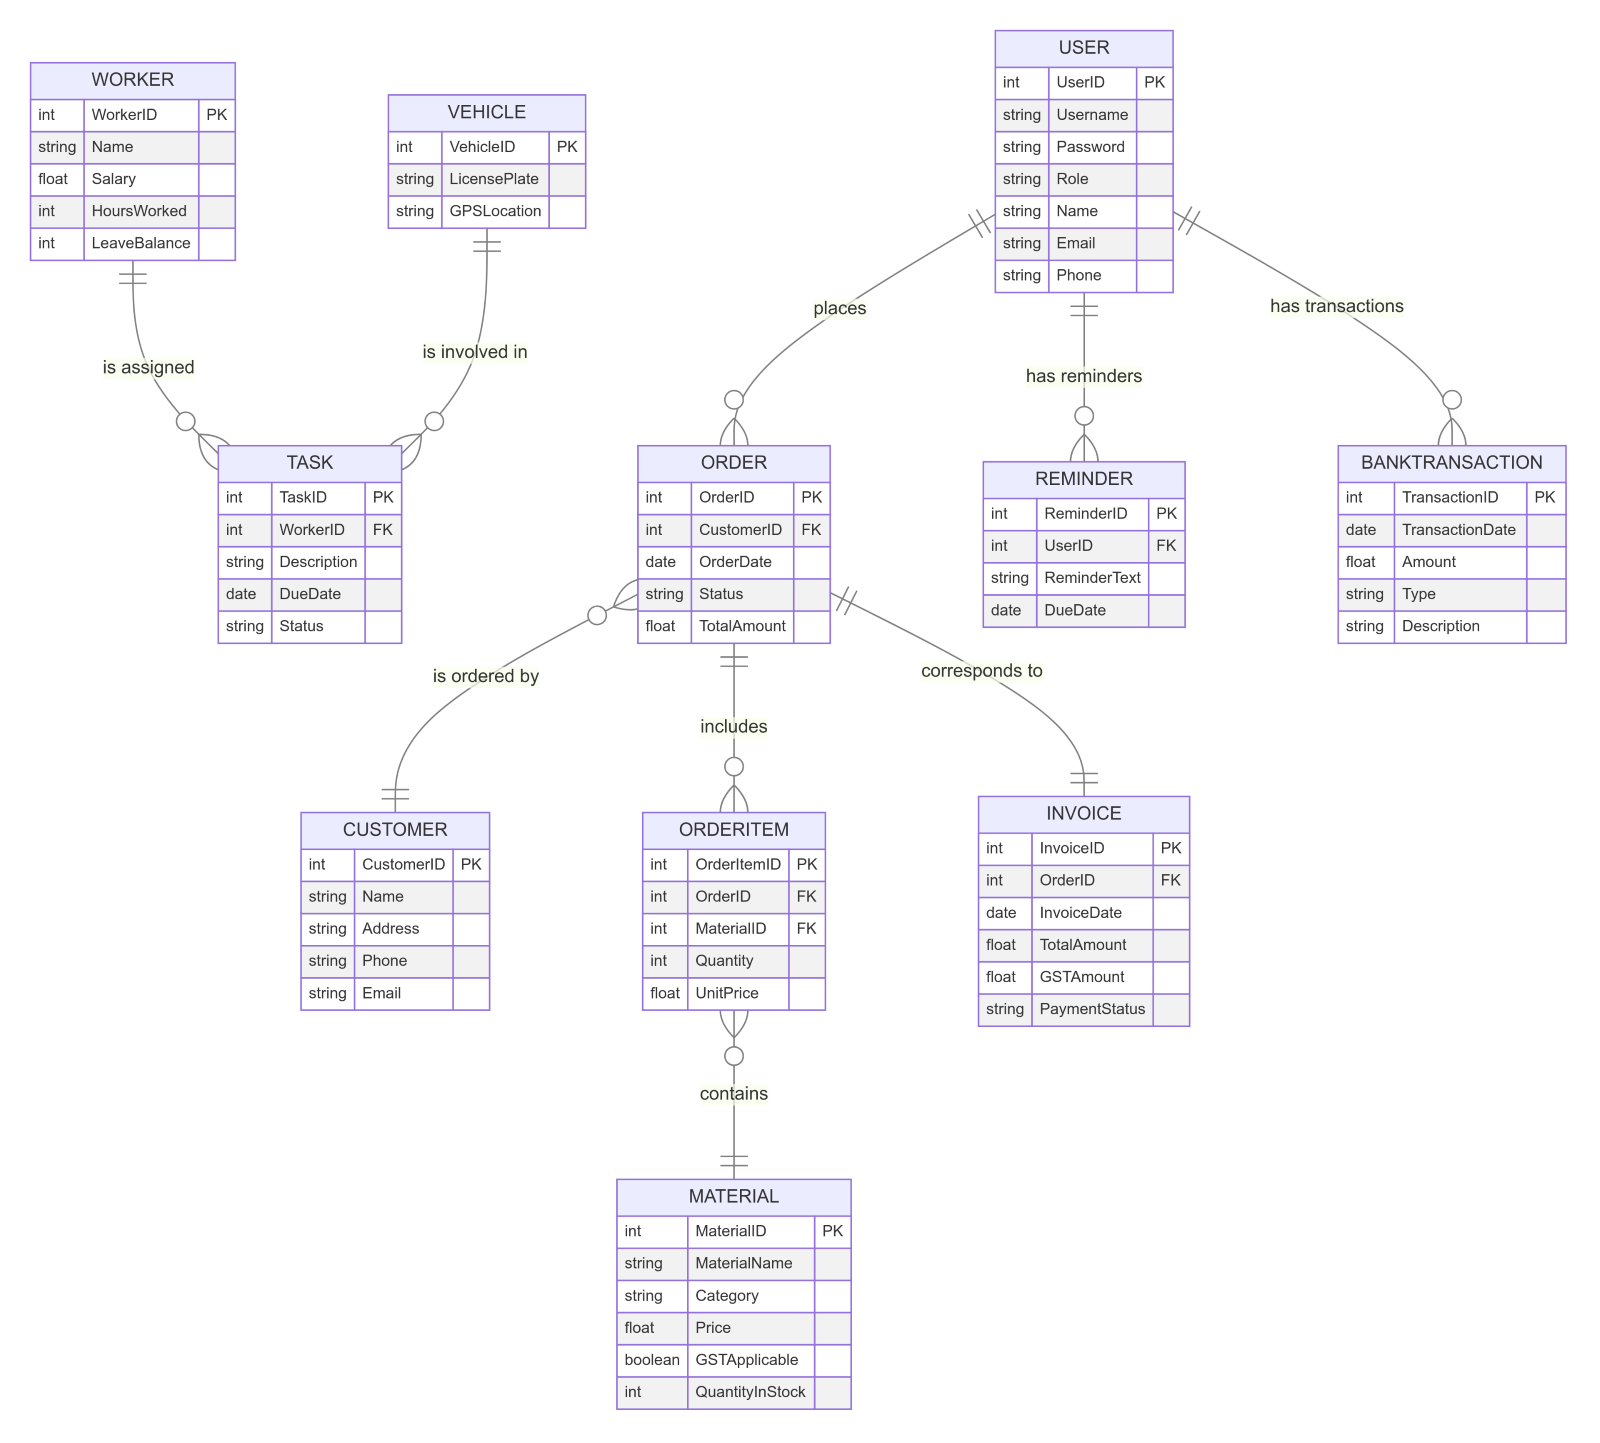 WORKER
int WorkerID PK
string Name
float Salary
int HoursWorked
int LeaveBalance
VEHICLE
int VehicleID PK
string LicensePlate
string GPSLocation
USER
int UserID PK
string Username
string Password
string Role
string Name
string Email
string Phone
is assigned
is involved in
places
has reminders
has transactions
TASK
int TaskID PK
int WorkerID FK
string Description
date DueDate
string Status
ORDER
int OrderID PK
int CustomerID FK
date OrderDate
string Status
float TotalAmount
REMINDER
int ReminderID PK
int UserID FK
string ReminderText
date DueDate
BANKTRANSACTION
int TransactionID PK
date TransactionDate
float Amount
string Type
string Description
is ordered by
includes
corresponds to
CUSTOMER
int CustomerID PK
string Name
string Address
string Phone
string Email
ORDERITEM
int OrderItemID PK
int OrderID FK
int MaterialID FK
int Quantity
float UnitPrice
INVOICE
int InvoiceID PK
int OrderID FK
date InvoiceDate
float TotalAmount
float GSTAmount
string PaymentStatus
contains
MATERIAL
int MaterialID PK
string MaterialName
string Category
float Price
boolean GSTApplicable
int QuantityInStock